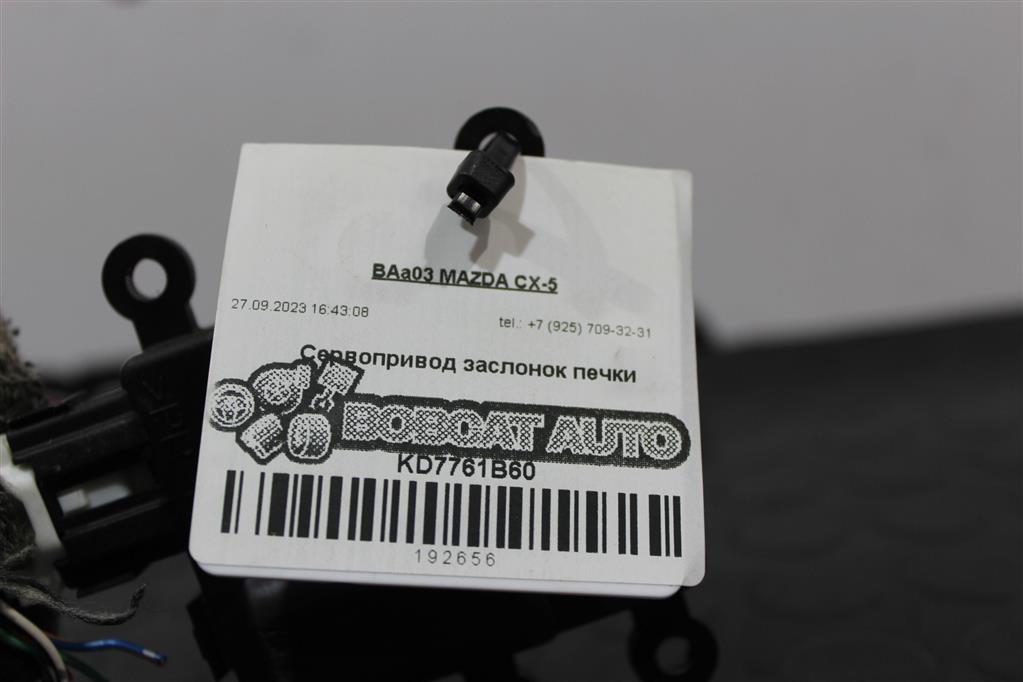 BAa03 MAZDA CX-5
27.09.2023 16:43:08
tel.: +7 (925) 709-32-31
Сервопривод заслонок печки
BOBCAT AUTO
KD7761B60
192656